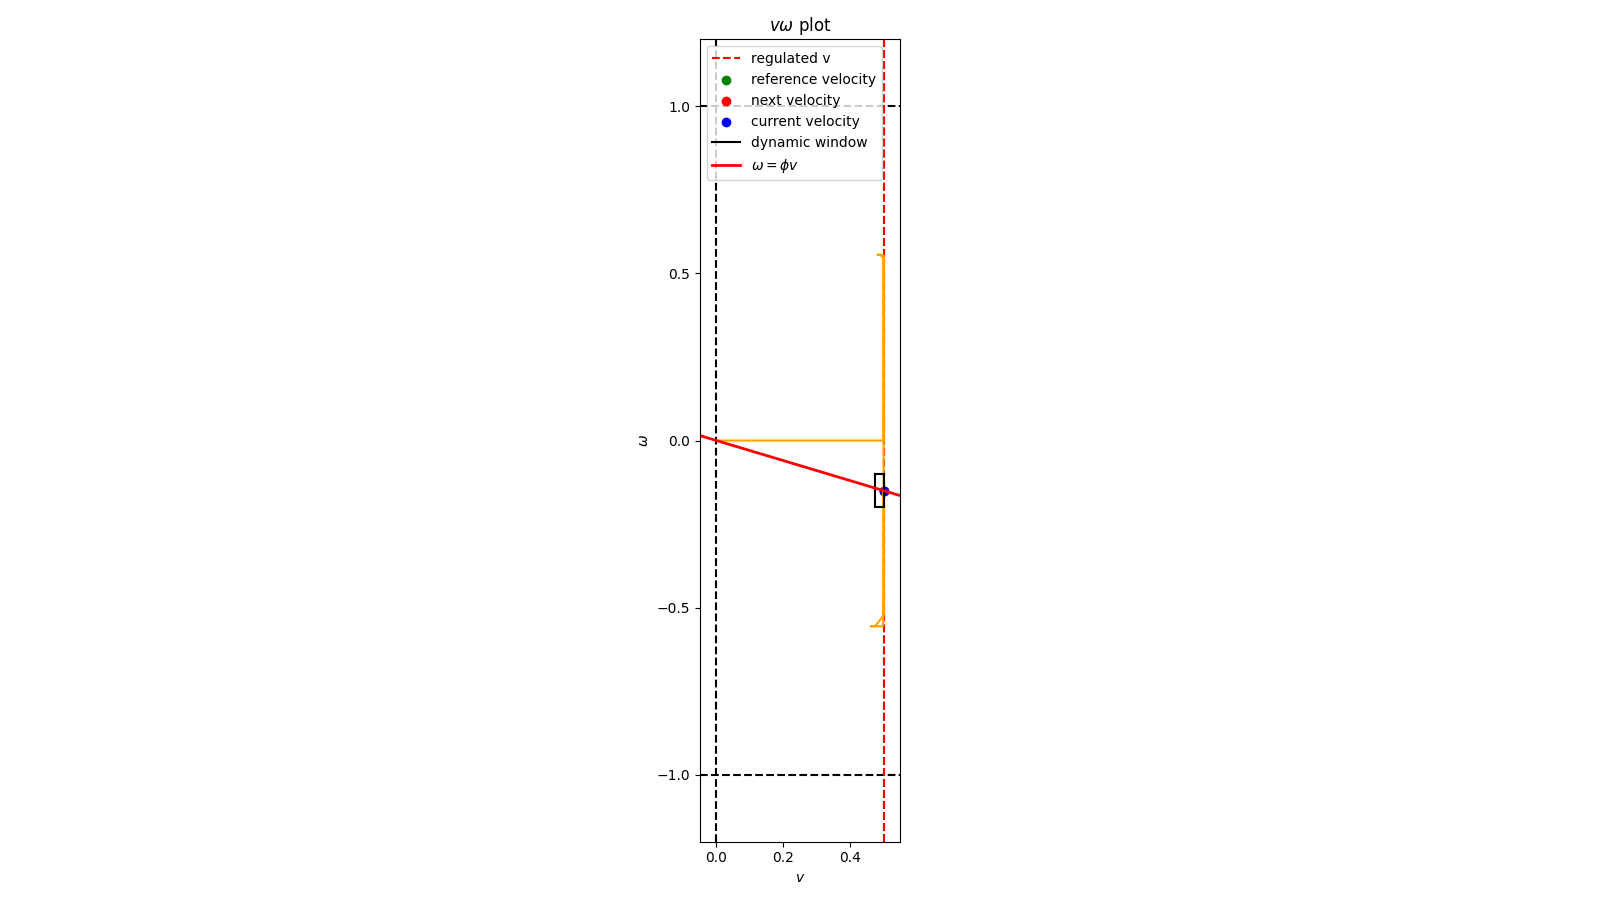 vω plot
regulated v
reference velocity
next velocity
current velocity
dynamic window
ω = ϕv
1.0
0.5
0.0
−0.5
−1.0
ω
0.0 0.2 0.4
v